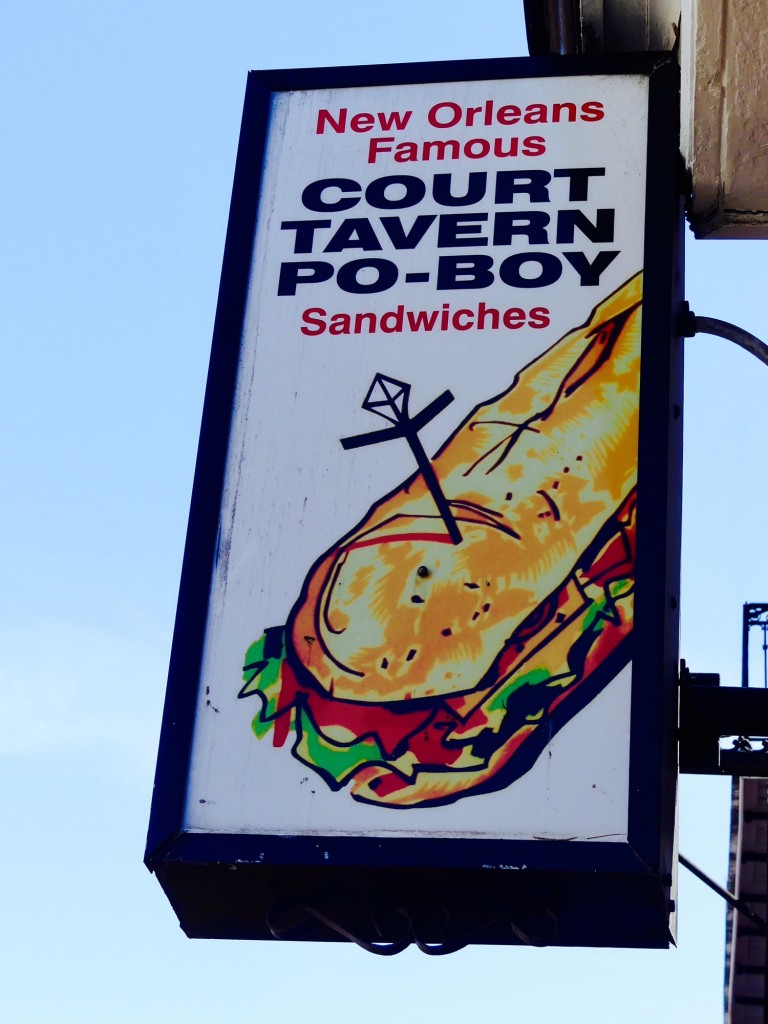 New Orleans
Famous
COURT
TAVERN
PO-BOY
Sandwiches